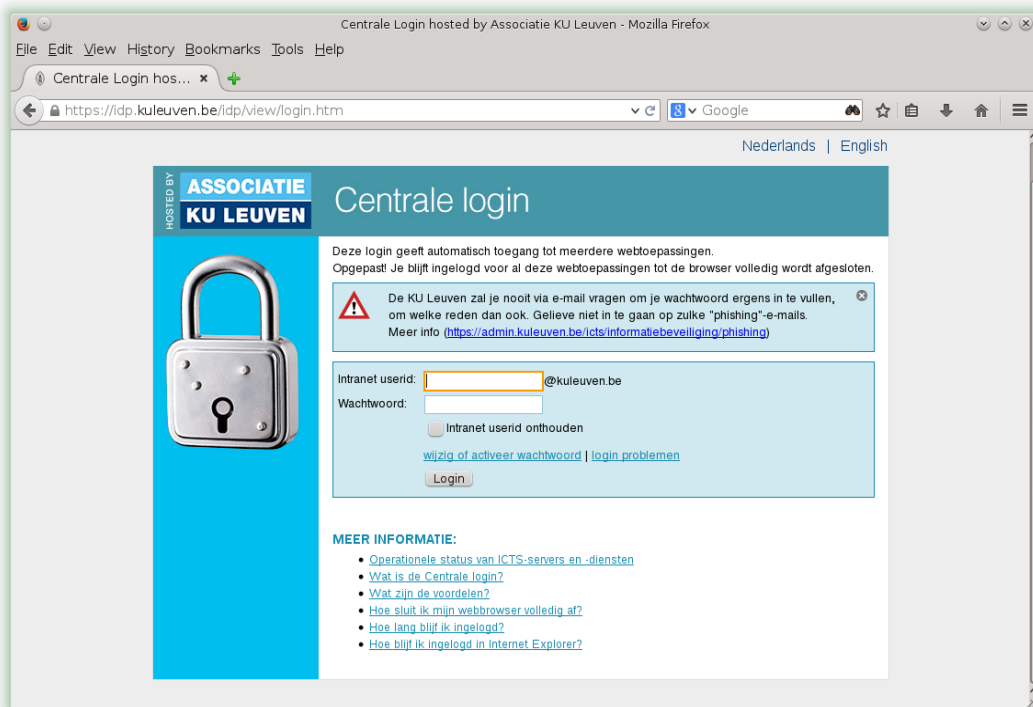 Centrale Login hosted by Associatie KU Leuven - Mozilla Firefox
File Edit View History Bookmarks Tools Help
Centrale Login hos...
https://idp.kuleuven.be/idp/view/login.htm
8 Google
Nederlands | English
HOSTED BY
ASSOCIATIE
KU LEUVEN
Centrale login
Deze login geeft automatisch toegang tot meerdere webtoepassingen.
Opgepast! Je blijft ingelogd voor al deze webtoepassingen tot de browser volledig wordt afgesloten.
De KU Leuven zal je nooit via e-mail vragen om je wachtwoord ergens in te vullen,
om welke reden dan ook. Gelieve niet in te gaan op zulke "phishing"-e-mails.
Meer info (https://admin.kuleuven.be/icts/informatiebeveiliging/phishing)
Intranet userid: @kuleuven.be
Wachtwoord:
Intranet userid onthouden
wijzig of activeer wachtwoord | login problemen
Login
MEER INFORMATIE:
• Operationele status van ICTS-servers en -diensten
• Wat is de Centrale login?
• Wat zijn de voordelen?
• Hoe sluit ik mijn webbrowser volledig af?
• Hoe lang blijf ik ingelogd?
• Hoe blijf ik ingelogd in Internet Explorer?